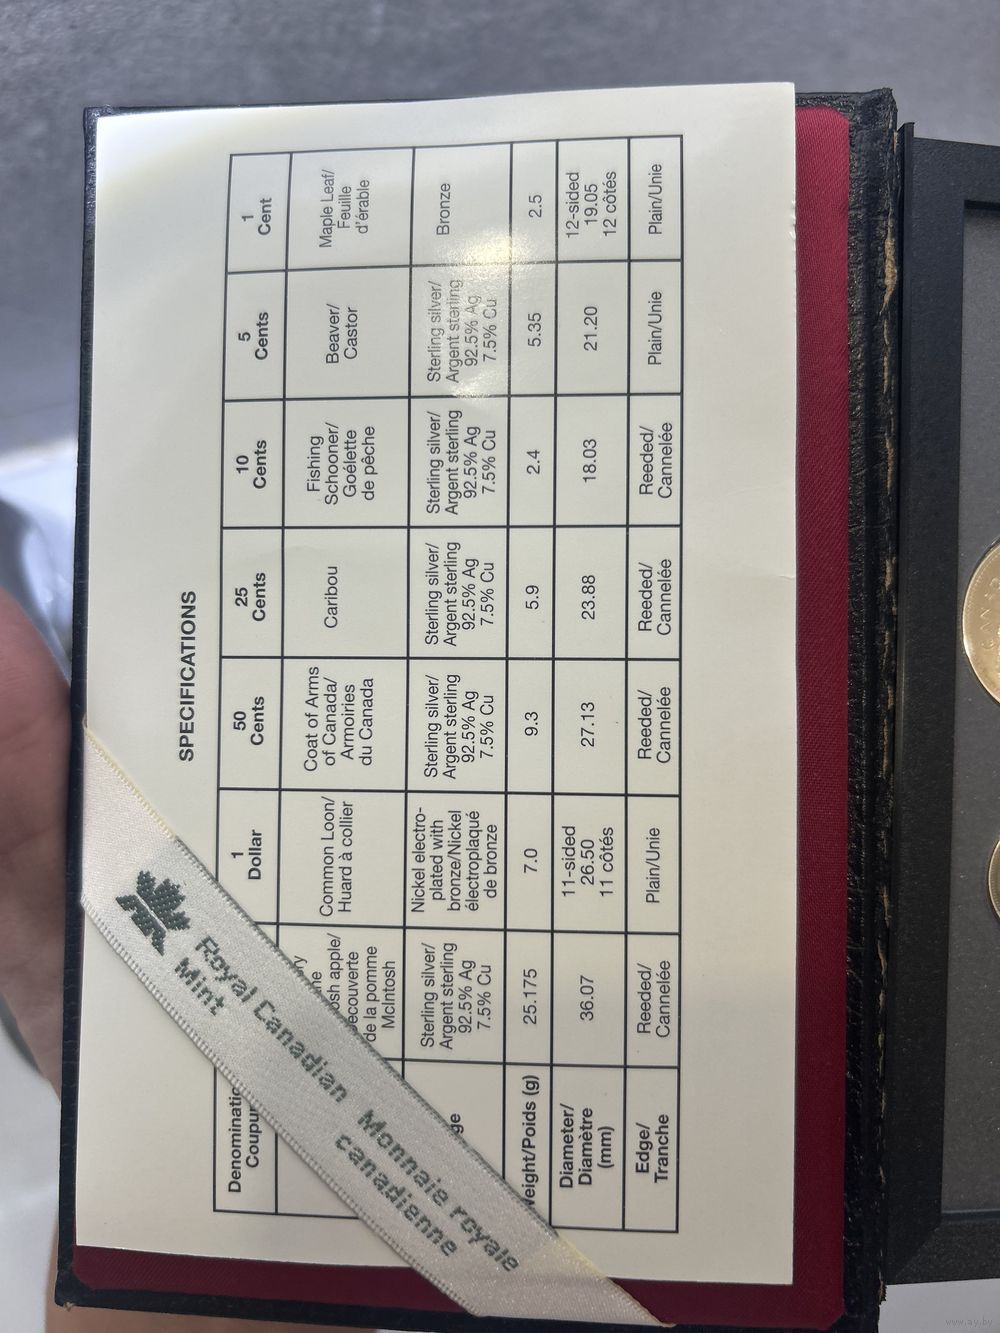 SPECIFICATIONS
Coupu
1
Dollar
50
Cents
25
Cents
10
Cents
5
Cents
1
Cent
de la pomme
McIntosh
Common Loon/
Huard à collier
Coat of Arms
of Canada/
Armoiries
du Canada
Caribou
Fishing
Schooner/
Goélette
de pêche
Beaver/
Castor
Maple Leaf/
Feuille
d'érable
Sterling silver/
Argent sterling
92.5% Ag
7.5% Cu
Nickel electro-
plated with
bronze/Nickel
électroplaqué
de bronze
Sterling silver/
Argent sterling
92.5% Ag
7.5% Cu
Sterling silver/
Argent sterling
92.5% Ag
7.5% Cu
Sterling silver/
Argent sterling
92.5% Ag
7.5% Cu
Sterling silver/
Argent sterling
92.5% Ag
7.5% Cu
Bronze
eight/Poids (g)
25.175
7.0
9.3
5.9
2.4
5.35
2.5
Diameter/
Diamètre
(mm)
36.07
11-sided
26.50
11 côtés
27.13
23.88
18.03
21.20
12-sided
19.05
12 côtés
Edge/
Tranche
Reeded/
Cannelée
Plain/Unie
Reeded/
Cannelée
Reeded/
Cannelée
Reeded/
Cannelée
Plain/Unie
Plain/Unie
Royal Canadian
Mint
Monnaie royale
canadienne
www.ay.by